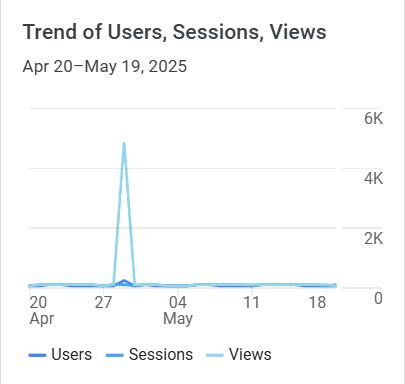 Trend of Users, Sessions, Views
Apr 20–May 19, 2025
6K
4K
2K
0
20 27 04 11 18
Apr May
Users Sessions Views